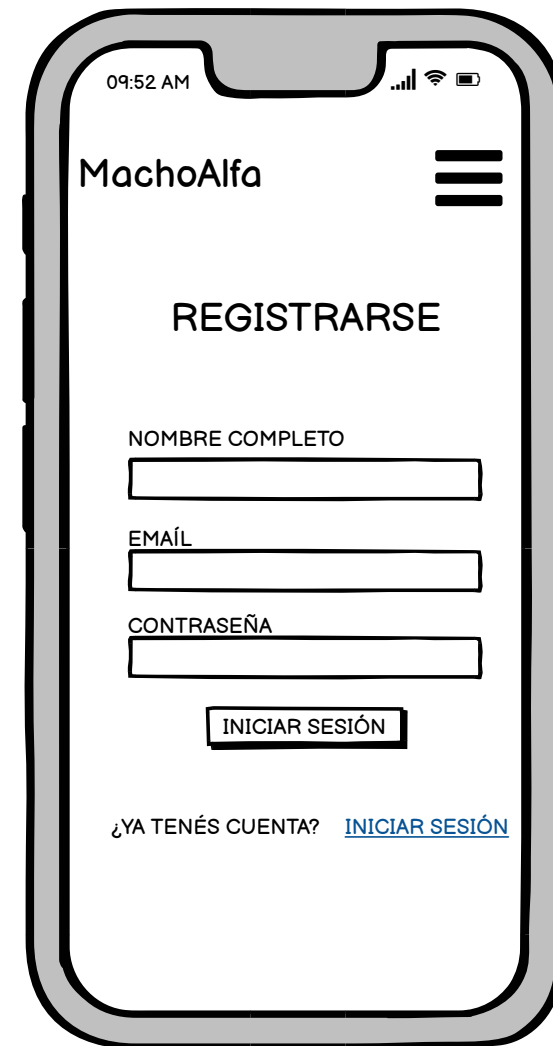 09:52 AM
MachoAlfa
REGISTRARSE
NOMBRE COMPLETO
EMAÍL
CONTRASEÑA
INICIAR SESIÓN
¿YA TENÉS CUENTA? INICIAR SESIÓN